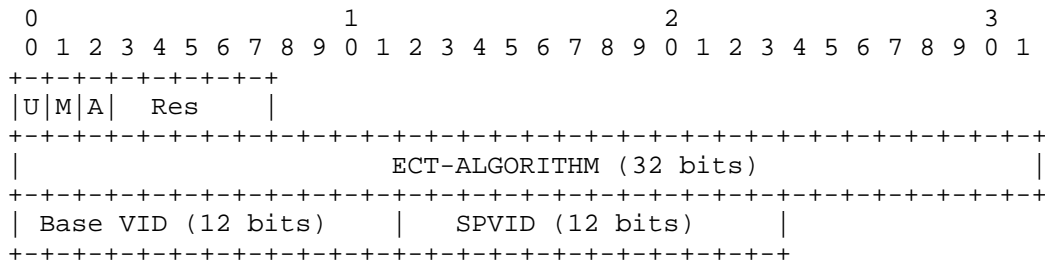 0                   1                   2                   3
 0 1 2 3 4 5 6 7 8 9 0 1 2 3 4 5 6 7 8 9 0 1 2 3 4 5 6 7 8 9 0 1
+-+-+-+-+-+-+-+-+
|U|M|A|  Res    |
+-+-+-+-+-+-+-+-+-+-+-+-+-+-+-+-+-+-+-+-+-+-+-+-+-+-+-+-+-+-+-+-+
|                      ECT-ALGORITHM (32 bits)                  |
+-+-+-+-+-+-+-+-+-+-+-+-+-+-+-+-+-+-+-+-+-+-+-+-+-+-+-+-+-+-+-+-+
| Base VID (12 bits)    |   SPVID (12 bits)     |
+-+-+-+-+-+-+-+-+-+-+-+-+-+-+-+-+-+-+-+-+-+-+-+-+